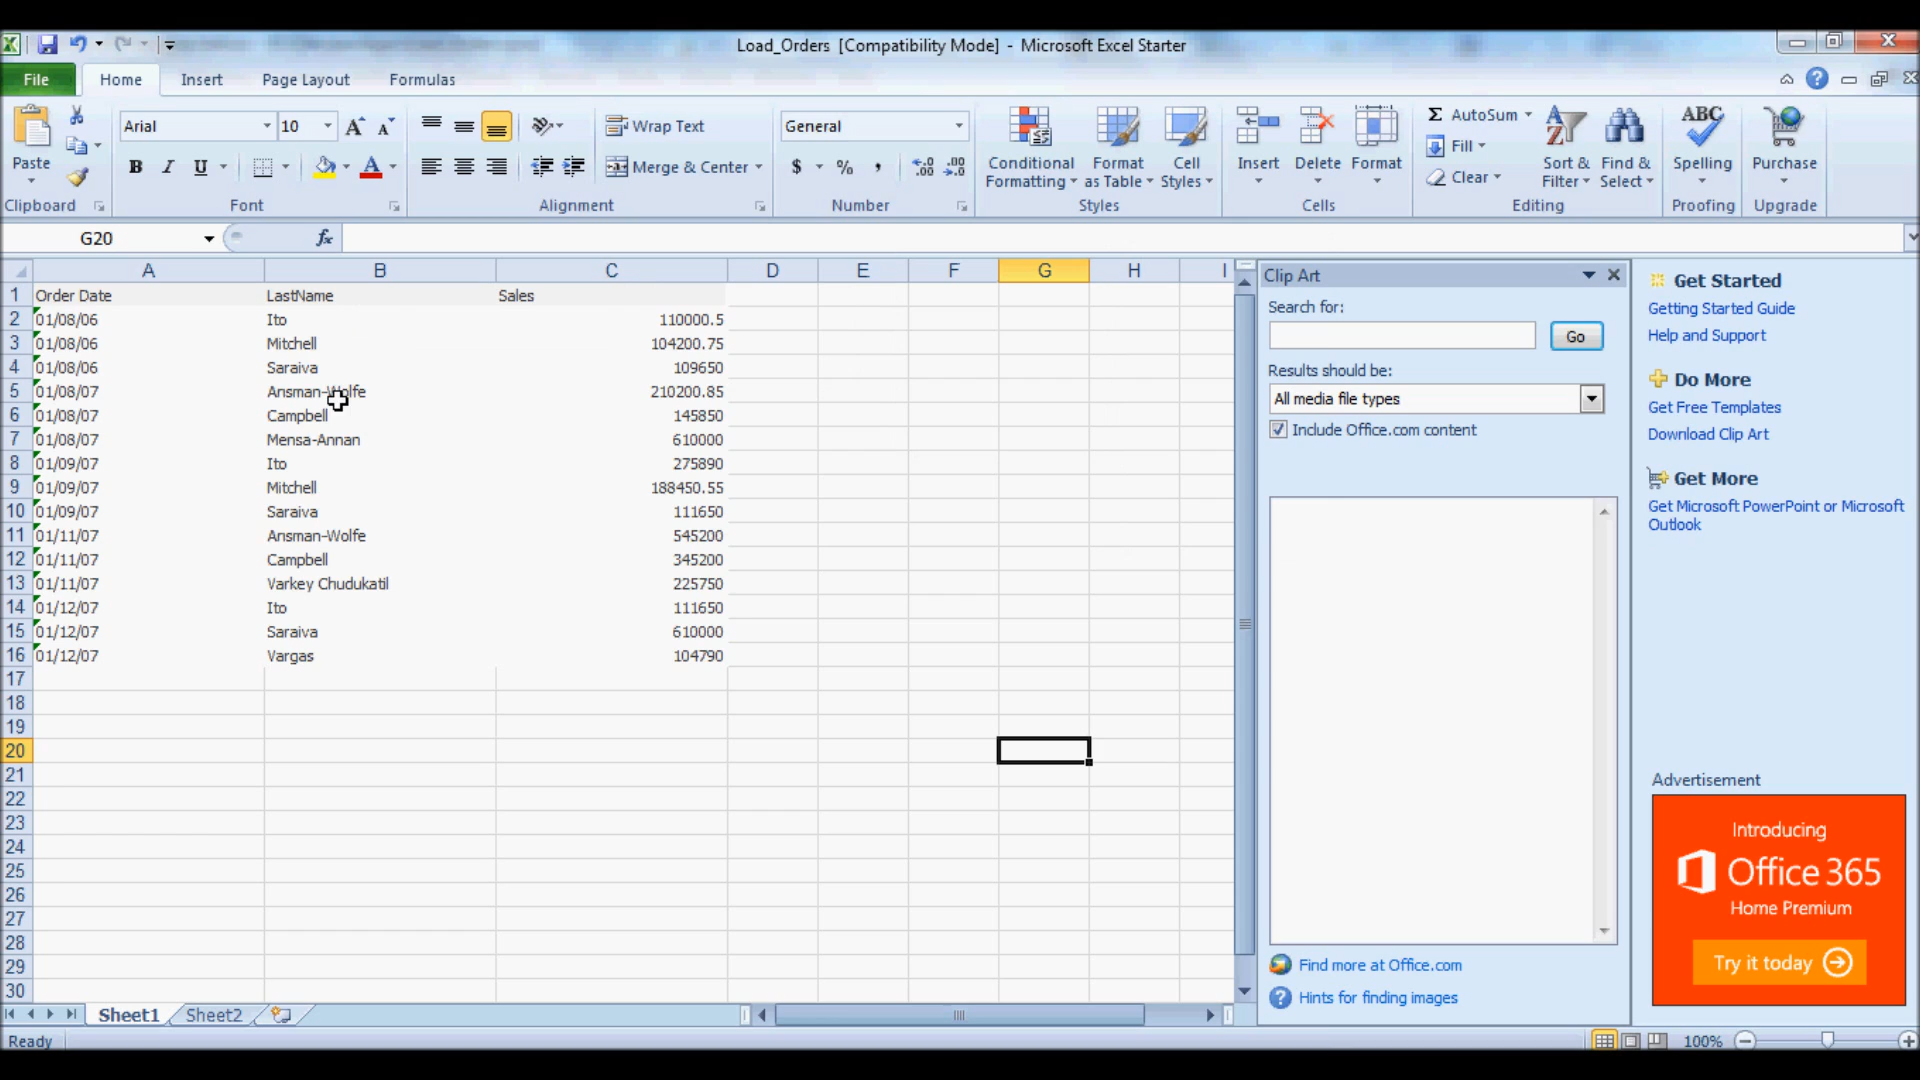 Load_Orders [Compatibility Mode] - Microsoft Excel Starter
File Home Insert Page Layout Formulas
Arial 10 Wrap Text General AutoSum
Paste Merge & Center $ % , Conditional Formatting Format as Table Cell Styles Insert Delete Format Fill Clear Sort & Filter Find & Select ABC Spelling Purchase
B I U A
Clipboard Font Alignment Number Styles Cells Editing Proofing Upgrade
G20 fx
A B C D E F G H I
1 Order Date LastName Sales
2 01/08/06 Ito 110000.5
3 01/08/06 Mitchell 104200.75
4 01/08/06 Saraiva 109650
5 01/08/07 Ansman-Wolfe 210200.85
6 01/08/07 Campbell 145850
7 01/08/07 Mensa-Annan 610000
8 01/09/07 Ito 275890
9 01/09/07 Mitchell 188450.55
10 01/09/07 Saraiva 111650
11 01/11/07 Ansman-Wolfe 545200
12 01/11/07 Campbell 345200
13 01/11/07 Varkey Chudukatil 225750
14 01/12/07 Ito 111650
15 01/12/07 Saraiva 610000
16 01/12/07 Vargas 104790
17
18
19
20
21
22
23
24
25
26
27
28
29
30
Sheet1 Sheet2
Ready 100%
Clip Art
Search for:
Go
Results should be:
All media file types
Include Office.com content
Find more at Office.com
Hints for finding images
Get Started
Getting Started Guide
Help and Support
Do More
Get Free Templates
Download Clip Art
Get More
Get Microsoft PowerPoint or Microsoft
Outlook
Advertisement
Introducing
Office 365
Home Premium
Try it today